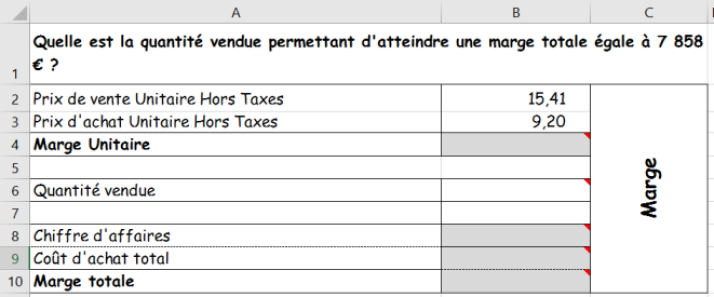 A B C
1 Quelle est la quantité vendue permettant d'atteindre une marge totale égale à 7 858
€ ?
2 Prix de vente Unitaire Hors Taxes 15,41
3 Prix d'achat Unitaire Hors Taxes 9,20
4 Marge Unitaire
5
6 Quantité vendue
Marge
7
8 Chiffre d'affaires
9 Coût d'achat total
10 Marge totale